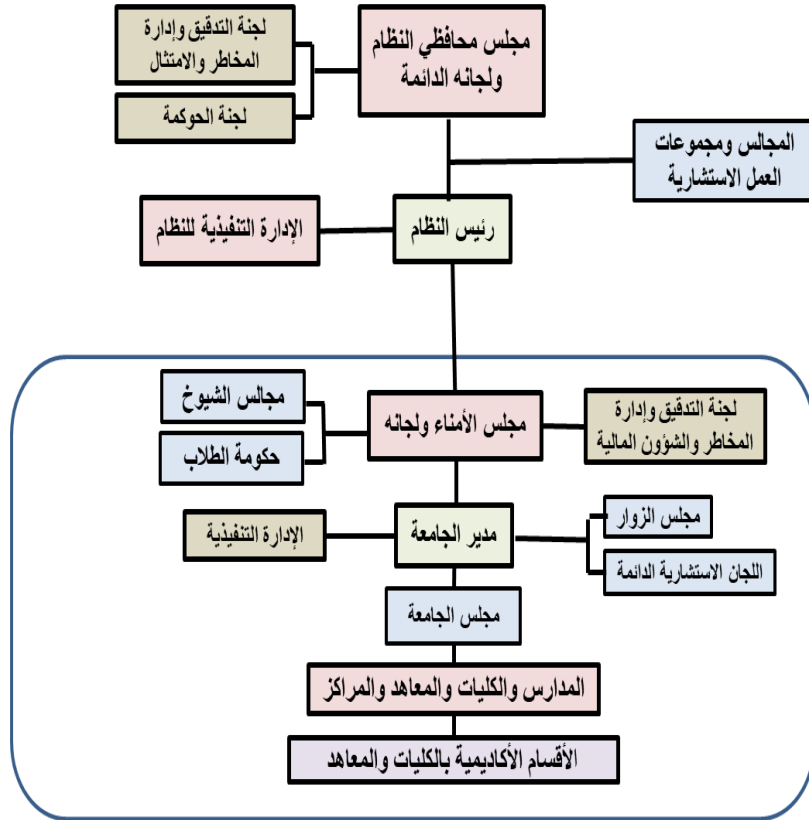 مجلس محافظي النظام
ولجانه الدائمة
لجنة التدقيق وإدارة
المخاطر والامتثال
لجنة الحوكمة
المجالس ومجموعات
العمل الاستشارية
رئيس النظام
الإدارة التنفيذية للنظام
لجنة التدقيق وإدارة
المخاطر والشؤون المالية
مجلس الأمناء ولجانه
مجالس الشيوخ
حكومة الطلاب
مجلس الزوار
اللجان الاستشارية الدائمة
مدير الجامعة
الإدارة التنفيذية
مجلس الجامعة
المدارس والكليات والمعاهد والمراكز
الأقسام الأكاديمية بالكليات والمعاهد